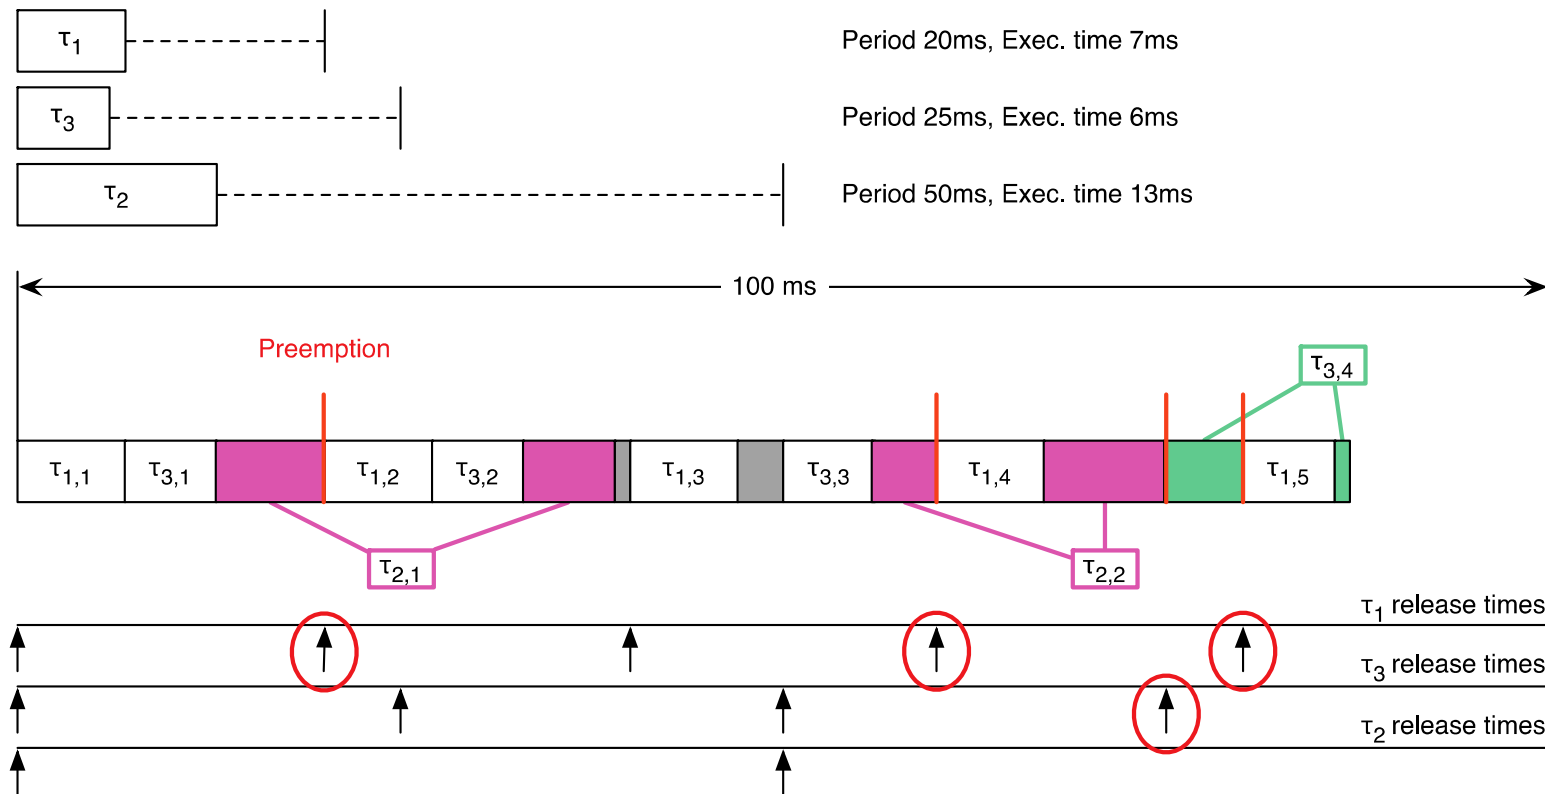 τ1 Period 20ms, Exec. time 7ms
τ3 Period 25ms, Exec. time 6ms
τ2 Period 50ms, Exec. time 13ms
100 ms
Preemption
τ3,4
τ1,1 τ3,1 τ1,2 τ3,2 τ1,3 τ3,3 τ1,4 τ1,5
τ2,1 τ2,2
τ1 release times
τ3 release times
τ2 release times